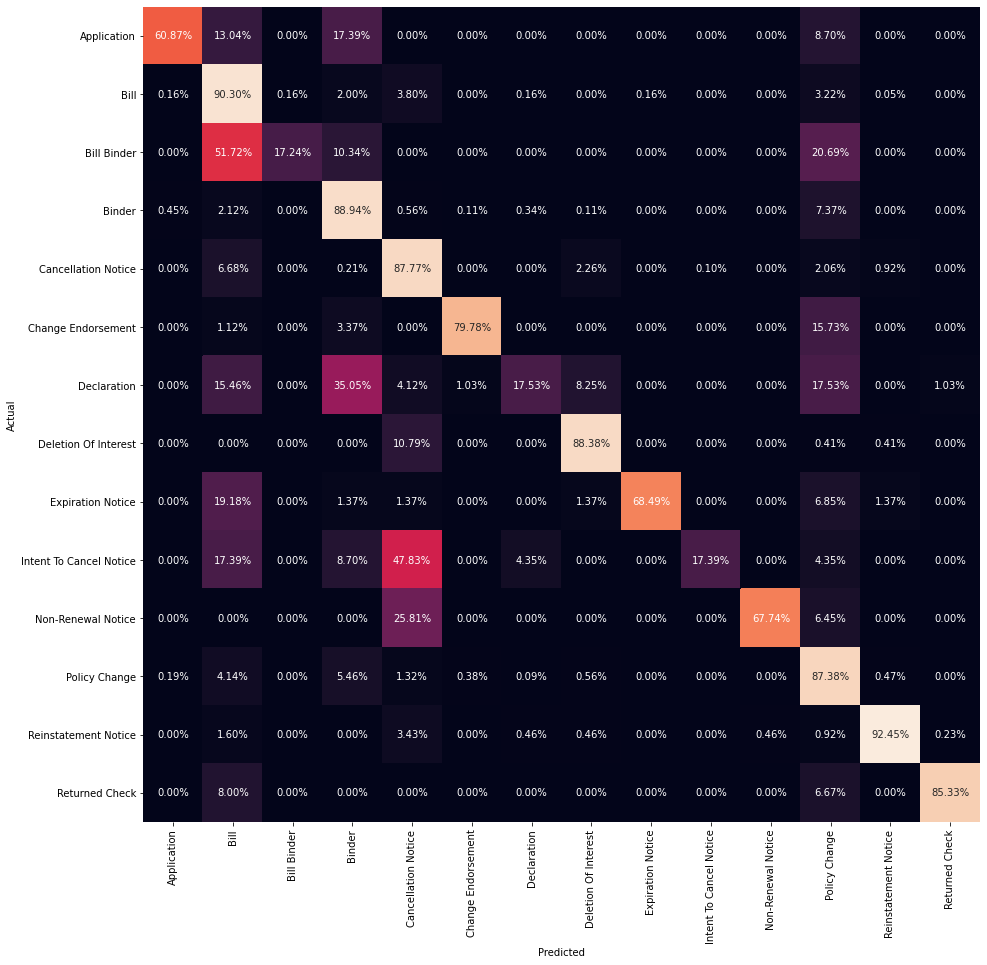 Application 60.87% 13.04% 0.00% 17.39% 0.00% 0.00% 0.00% 0.00% 0.00% 0.00% 0.00% 8.70% 0.00% 0.00%
Bill 0.16% 90.30% 0.16% 2.00% 3.80% 0.00% 0.16% 0.00% 0.16% 0.00% 0.00% 3.22% 0.05% 0.00%
Bill Binder 0.00% 51.72% 17.24% 10.34% 0.00% 0.00% 0.00% 0.00% 0.00% 0.00% 0.00% 20.69% 0.00% 0.00%
Binder 0.45% 2.12% 0.00% 88.94% 0.56% 0.11% 0.34% 0.11% 0.00% 0.00% 0.00% 7.37% 0.00% 0.00%
Cancellation Notice 0.00% 6.68% 0.00% 0.21% 87.77% 0.00% 0.00% 2.26% 0.00% 0.10% 0.00% 2.06% 0.92% 0.00%
Change Endorsement 0.00% 1.12% 0.00% 3.37% 0.00% 79.78% 0.00% 0.00% 0.00% 0.00% 0.00% 15.73% 0.00% 0.00%
Declaration 0.00% 15.46% 0.00% 35.05% 4.12% 1.03% 17.53% 8.25% 0.00% 0.00% 0.00% 17.53% 0.00% 1.03%
Actual
Deletion Of Interest 0.00% 0.00% 0.00% 0.00% 10.79% 0.00% 0.00% 88.38% 0.00% 0.00% 0.00% 0.41% 0.41% 0.00%
Expiration Notice 0.00% 19.18% 0.00% 1.37% 1.37% 0.00% 0.00% 1.37% 68.49% 0.00% 0.00% 6.85% 1.37% 0.00%
Intent To Cancel Notice 0.00% 17.39% 0.00% 8.70% 47.83% 0.00% 4.35% 0.00% 0.00% 17.39% 0.00% 4.35% 0.00% 0.00%
Non-Renewal Notice 0.00% 0.00% 0.00% 0.00% 25.81% 0.00% 0.00% 0.00% 0.00% 0.00% 67.74% 6.45% 0.00% 0.00%
Policy Change 0.19% 4.14% 0.00% 5.46% 1.32% 0.38% 0.09% 0.56% 0.00% 0.00% 0.00% 87.38% 0.47% 0.00%
Reinstatement Notice 0.00% 1.60% 0.00% 0.00% 3.43% 0.00% 0.46% 0.46% 0.00% 0.00% 0.46% 0.92% 92.45% 0.23%
Returned Check 0.00% 8.00% 0.00% 0.00% 0.00% 0.00% 0.00% 0.00% 0.00% 0.00% 0.00% 6.67% 0.00% 85.33%
Application
Bill
Bill Binder
Binder
Cancellation Notice
Change Endorsement
Declaration
Deletion Of Interest
Expiration Notice
Intent To Cancel Notice
Non-Renewal Notice
Policy Change
Reinstatement Notice
Returned Check
Predicted